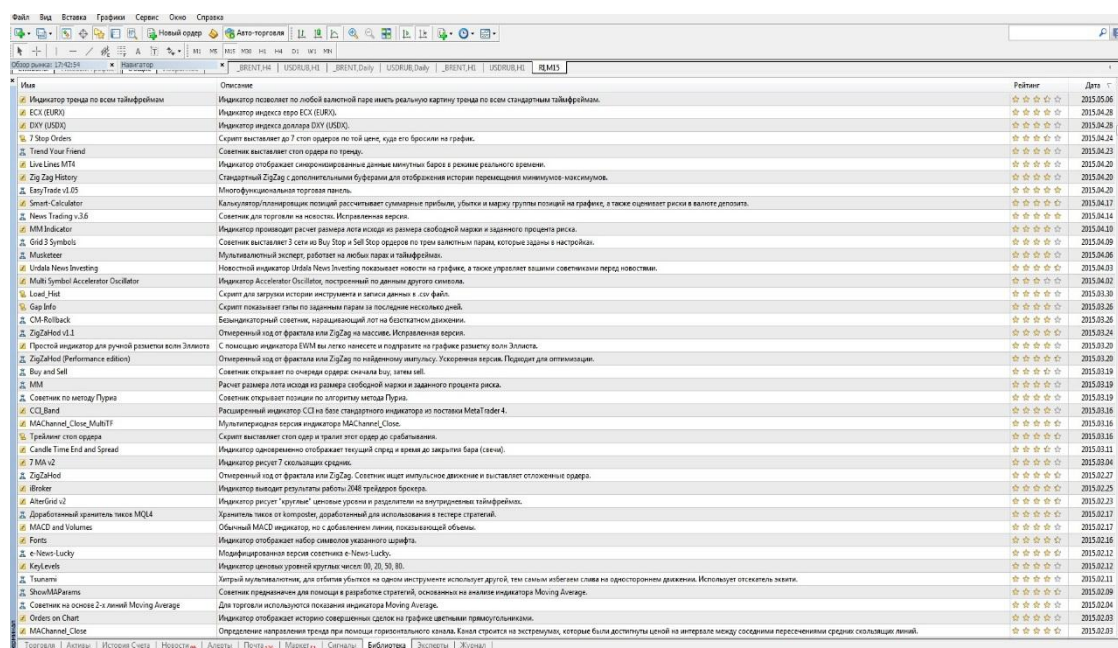 Файл Вид Вставка Графики Сервис Окно Справка
Новый ордер Авто-торговля
M1 M5 M15 M30 H1 H4 D1 W1 MN
Обзор рынка: 17:42:54 Навигатор _BRENT,H4 USDRUB,H1 _BRENT,Daily USDRUB,Daily _BRENT,H1 USDRUB,H1 RI,M15
Имя Описание Рейтинг Дата
Индикатор тренда по всем таймфреймам Индикатор позволяет по любой валютной паре иметь реальную картину тренда по всем стандартным таймфреймам. 2015.05.06
ECX (EURX) Индикатор индекса евро ECX (EURX). 2015.04.28
DXY (USDX) Индикатор индекса доллара DXY (USDX). 2015.04.28
7 Stop Orders Скрипт выставляет до 7 стоп ордеров по той цене, куда его бросили на график. 2015.04.24
Trend Your Friend Советник выставляет стоп ордера по тренду. 2015.04.23
Live Lines MT4 Индикатор отображает синхронизированные данные минутных баров в режиме реального времени. 2015.04.20
Zig Zag History Стандартный ZigZag с дополнительными буферами для отображения истории перемещения минимумов-максимумов. 2015.04.20
EasyTrade v1.05 Многофункциональная торговая панель. 2015.04.20
Smart-Calculator Калькулятор/планировщик позиций рассчитывает суммарные прибыли, убытки и маржу группы позиций на графике, а также оценивает риски в валюте депозита. 2015.04.17
News Trading v.3.6 Советник для торговли на новостях. Исправленная версия. 2015.04.14
MM Indicator Индикатор производит расчет размера лота исходя из размера свободной маржи и заданного процента риска. 2015.04.10
Grid 3 Symbols Советник выставляет 3 сети из Buy Stop и Sell Stop ордеров по трем валютным парам, которые заданы в настройках. 2015.04.09
Musketeer Мультивалютный эксперт, работает на любых парах и таймфреймах. 2015.04.06
Urdala News Investing Новостной индикатор Urdala News Investing показывает новости на графике, а также управляет вашими советниками перед новостями. 2015.04.03
Multi Symbol Accelerator Oscillator Индикатор Accelerator Oscillator, построенный по данным другого символа. 2015.04.02
Load_Hist Скрипт для загрузки истории инструмента и записи данных в .csv файл. 2015.03.30
Gap Info Скрипт показывает гэпы по заданным парам за последние несколько дней. 2015.03.26
CM-Rollback Безындикаторный советник, наращивающий лот на безоткатном движении. 2015.03.26
ZigZaHod v1.1 Отмеренный ход от фрактала или ZigZag на массиве. Исправленная версия. 2015.03.24
Простой индикатор для ручной разметки волн Эллиота С помощью индикатора EWM вы легко нанесете и подправите на графике разметку волн Эллиота. 2015.03.20
ZigZaHod (Performance edition) Отмеренный ход от фрактала или ZigZag по найденному импульсу. Ускоренная версия. Подходит для оптимизации. 2015.03.20
Buy and Sell Советник открывает по очереди ордера: сначала buy, затем sell. 2015.03.19
MM Расчет размера лота исходя из размера свободной маржи и заданного процента риска. 2015.03.19
Советник по методу Пуриа Советник открывает позиции по алгоритму метода Пуриа. 2015.03.19
CCI_Band Расширенный индикатор CCI на базе стандартного индикатора из поставки MetaTrader 4. 2015.03.16
MAChannel_Close_MultiTF Мультипериодная версия индикатора MAChannel_Close. 2015.03.16
Трейлинг стоп ордера Скрипт выставляет стоп одер и тралит этот ордер до срабатывания. 2015.03.16
Candle Time End and Spread Индикатор одновременно отображает текущий спред и время до закрытия бара (свечи). 2015.03.11
7 MA v2 Индикатор рисует 7 скользящих средних. 2015.03.04
ZigZaHod Отмеренный ход от фрактала или ZigZag. Советник ищет импульсное движение и выставляет отложенные ордера. 2015.02.27
iBroker Индикатор выводит результаты работы 2048 трейдеров брокера. 2015.02.25
AlterGrid v2 Индикатор рисует "круглые" ценовые уровни и разделители на внутридневных таймфреймах. 2015.02.23
Доработанный хранитель тиков MQL4 Хранитель тиков от komposter, доработанный для использования в тестере стратегий. 2015.02.17
MACD and Volumes Обычный MACD индикатор, но с добавлением линии, показывающей объемы. 2015.02.17
Fonts Индикатор отображает набор символов указанного шрифта. 2015.02.16
e-News-Lucky Модифицированная версия советника e-News-Lucky. 2015.02.12
KeyLevels Индикатор ценовых уровней круглых чисел: 00, 20, 50, 80. 2015.02.12
Tsunami Хитрый мультивалютник, для отбития убытков на одном инструменте использует другой, тем самым избегаем слива на одностороннем движении. Использует отсекатель эквити. 2015.02.11
ShowMAParams Советник предназначен для помощи в разработке стратегий, основанных на анализе индикатора Moving Average. 2015.02.09
Советник на основе 2-х линий Moving Average Для торговли используются показания индикатора Moving Average. 2015.02.04
Orders on Chart Индикатор отображает историю совершенных сделок на графике цветными прямоугольниками. 2015.02.03
MAChannel_Close Определение направления тренда при помощи горизонтального канала. Канал строится на экстремумах, которые были достигнуты ценой на интервале между соседними пересечениями средних скользящих линий. 2015.02.03
Торговля Активы История Счета Новости Алерты Почта Маркет Сигналы Библиотека Эксперты Журнал